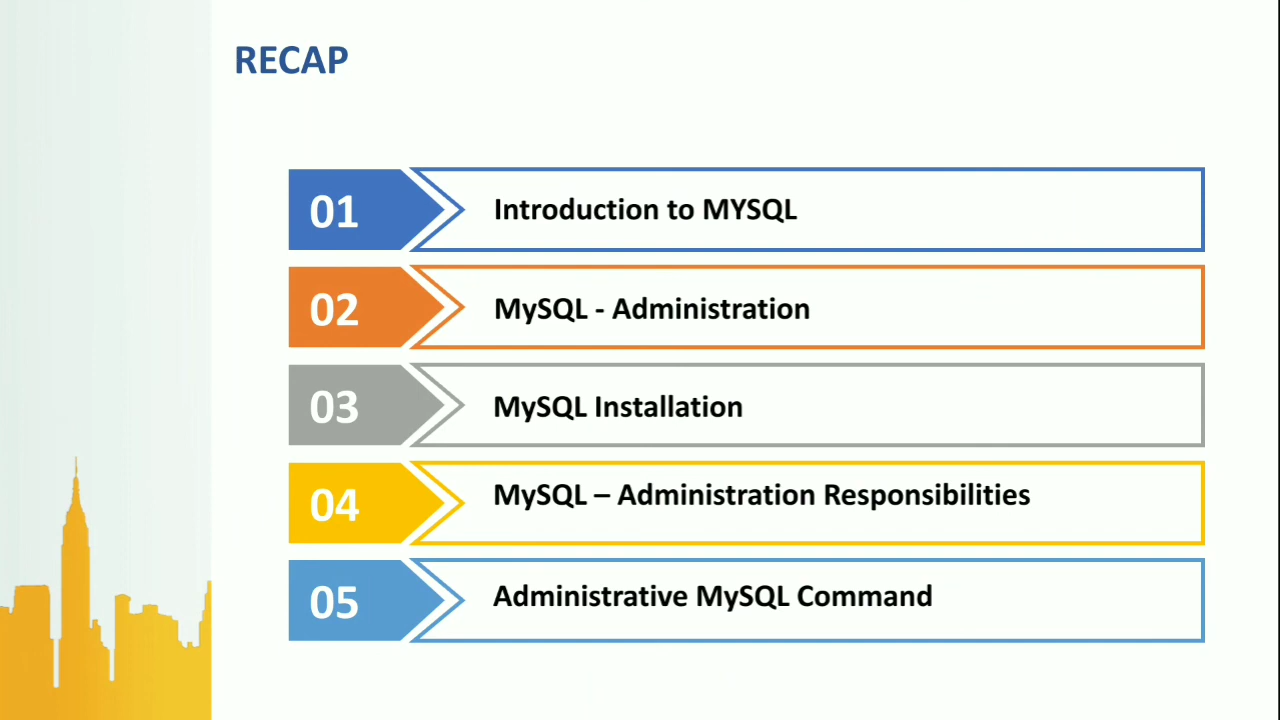 RECAP
01
Introduction to MYSQL
02
MySQL - Administration
03
MySQL Installation
04
MySQL – Administration Responsibilities
05
Administrative MySQL Command